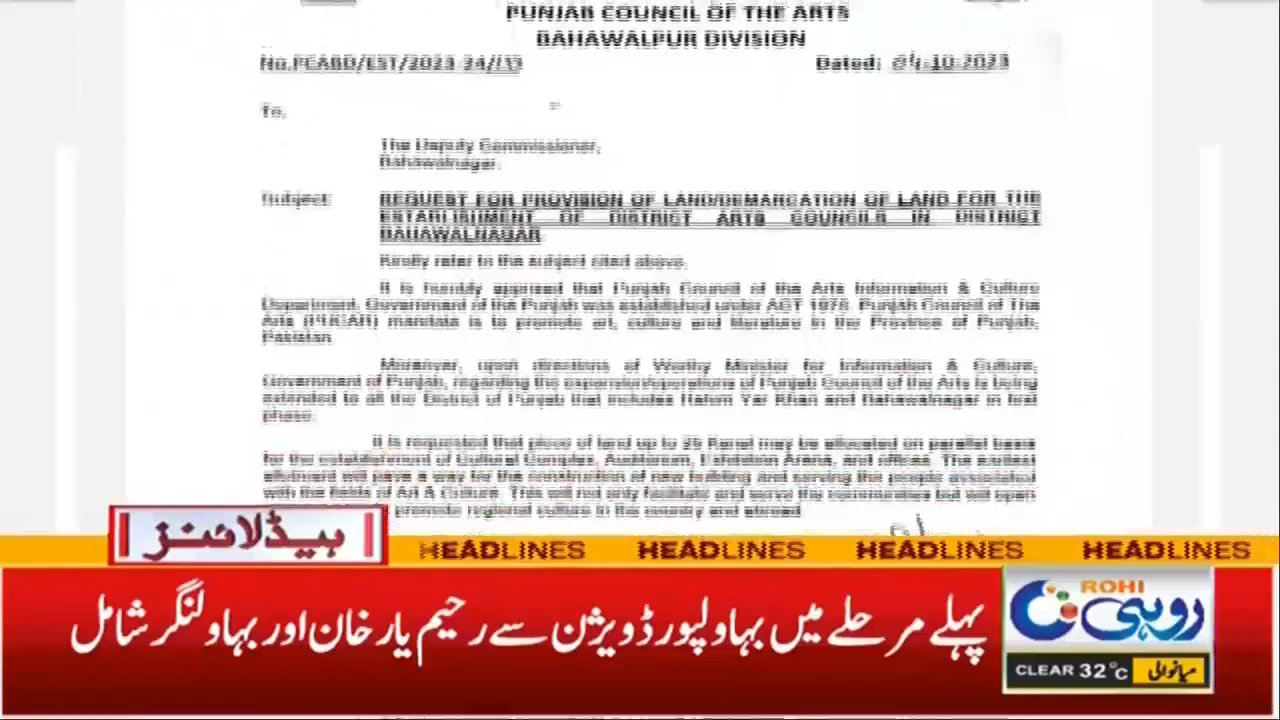 PUNJAB COUNCIL OF THE ARTS
BAHAWALPUR DIVISION
No.PCABD/EST/2023-24/
Dated: 04-10-2023
To,
The Deputy Commissioner,
Bahawalnagar.
Subject: REQUEST FOR PROVISION OF LAND/DEMARCATION OF LAND FOR THE
ESTABLISHMENT OF DISTRICT ARTS COUNCILS IN DISTRICT
BAHAWALNAGAR
Kindly refer to the subject cited above.
It is humbly apprised that Punjab Council of the Arts Information & Culture
Department, Government of the Punjab was established under ACT 1975. Punjab Council of The
Arts (PUCAR) mandate is to promote art, culture and literature in the Province of Punjab,
Pakistan
Moreover, upon directions of Worthy Minister for Information & Culture,
Government of Punjab, regarding the expansion/operations of Punjab Council of the Arts is being
extended to all the District of Punjab that includes Rahim Yar Khan and Bahawalnagar in first
phase.
It is requested that piece of land up to 25 Kanal may be allocated on parallel basis
for the establishment of Cultural Complex, Auditorium, Exhibition Arena, and offices. The earliest
allotment will pave a way for the construction of new building and serving the people associated
with the fields of Art & Culture. This will not only facilitate and serve the communities but will open
promote regional culture in the country and abroad
ہیڈلائنز
HEADLINES HEADLINES HEADLINES HEADLINES
پہلے مرحلے میں بہاولپور ڈویژن سے رحیم یار خان اور بہاولنگر شامل
ROHI
روہی
CLEAR 32°C میانوالی